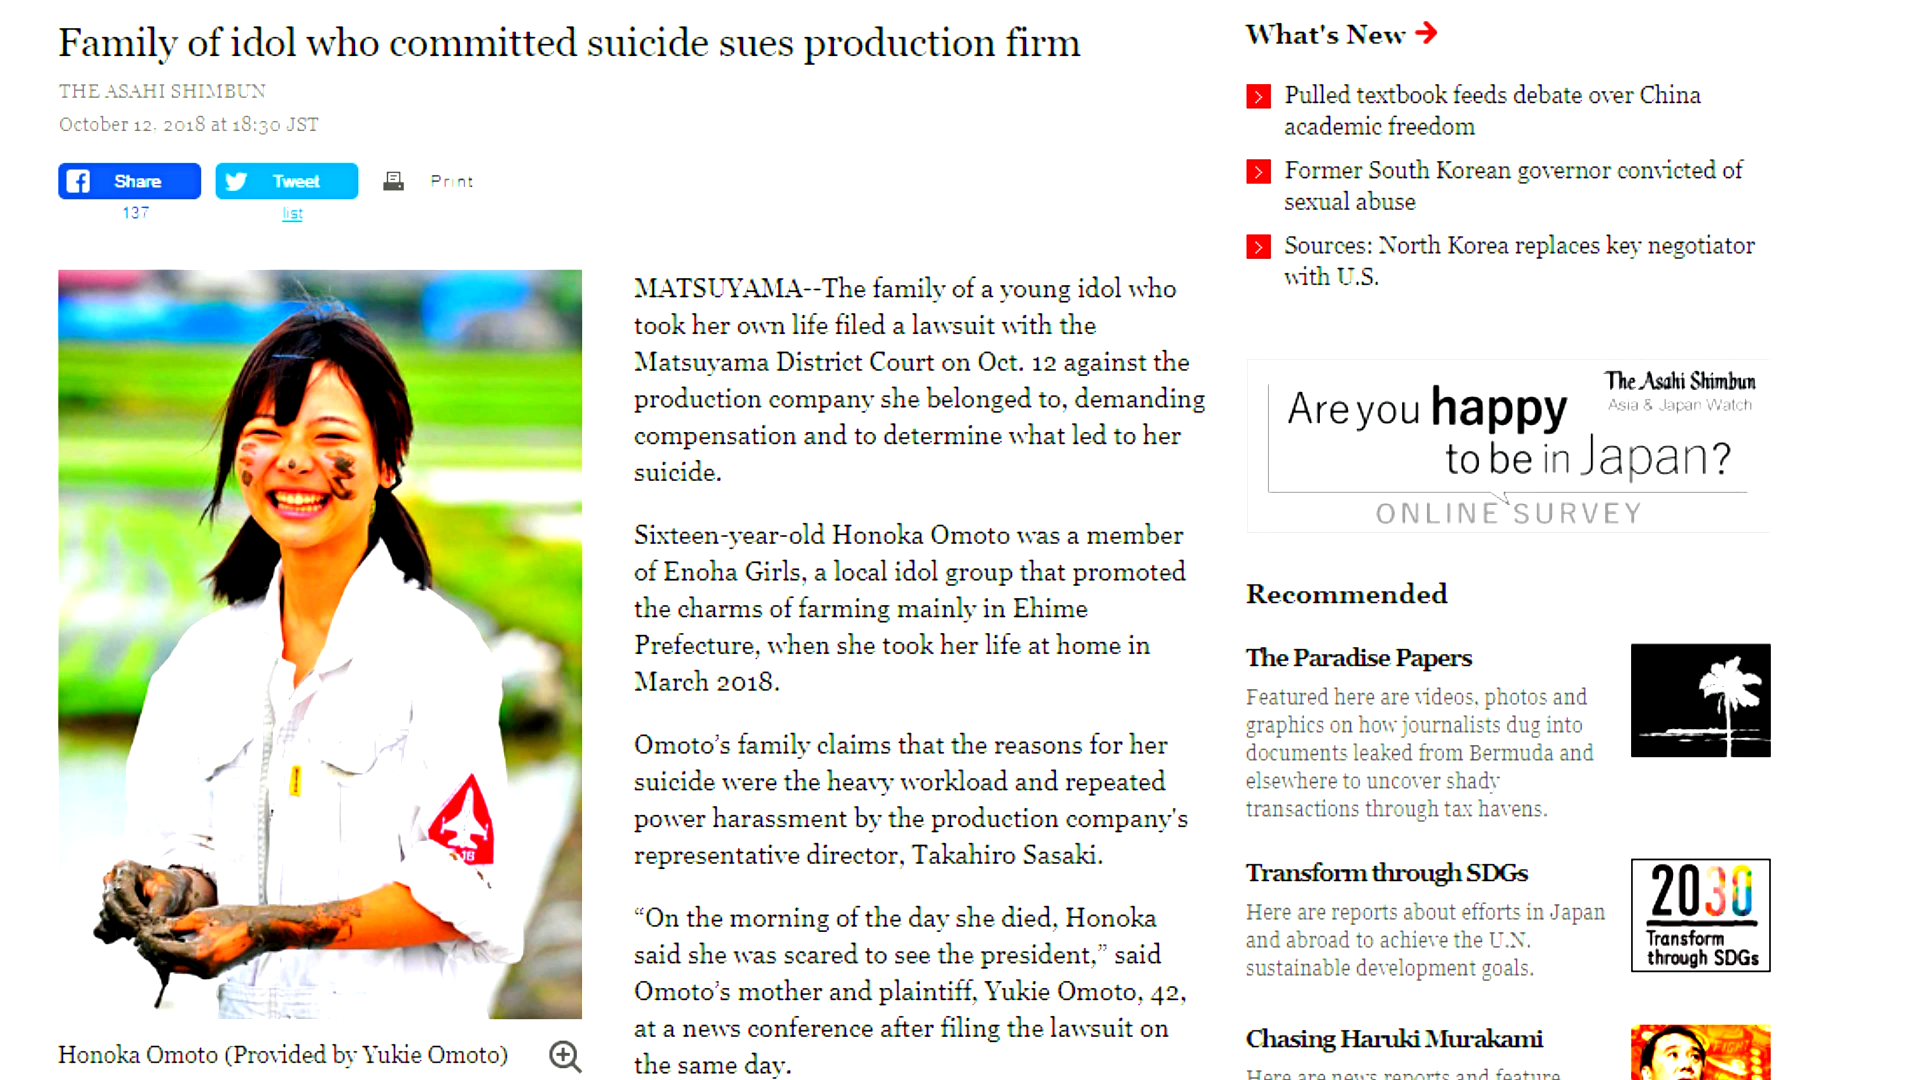 Family of idol who committed suicide sues production firm
THE ASAHI SHIMBUN
October 12, 2018 at 18:30 JST
Share
137
Tweet
list
Print
MATSUYAMA--The family of a young idol who
took her own life filed a lawsuit with the
Matsuyama District Court on Oct. 12 against the
production company she belonged to, demanding
compensation and to determine what led to her
suicide.
Sixteen-year-old Honoka Omoto was a member
of Enoha Girls, a local idol group that promoted
the charms of farming mainly in Ehime
Prefecture, when she took her life at home in
March 2018.
Omoto’s family claims that the reasons for her
suicide were the heavy workload and repeated
power harassment by the production company's
representative director, Takahiro Sasaki.
“On the morning of the day she died, Honoka
said she was scared to see the president,” said
Omoto’s mother and plaintiff, Yukie Omoto, 42,
at a news conference after filing the lawsuit on
the same day.
Honoka Omoto (Provided by Yukie Omoto)
What's New
Pulled textbook feeds debate over China
academic freedom
Former South Korean governor convicted of
sexual abuse
Sources: North Korea replaces key negotiator
with U.S.
The Asahi Shimbun
Asia & Japan Watch
Are you happy
to be in Japan?
ONLINE SURVEY
Recommended
The Paradise Papers
Featured here are videos, photos and
graphics on how journalists dug into
documents leaked from Bermuda and
elsewhere to uncover shady
transactions through tax havens.
Transform through SDGs
Here are reports about efforts in Japan
and abroad to achieve the U.N.
sustainable development goals.
2030
Transform
through SDGs
Chasing Haruki Murakami
Here are news reports and feature